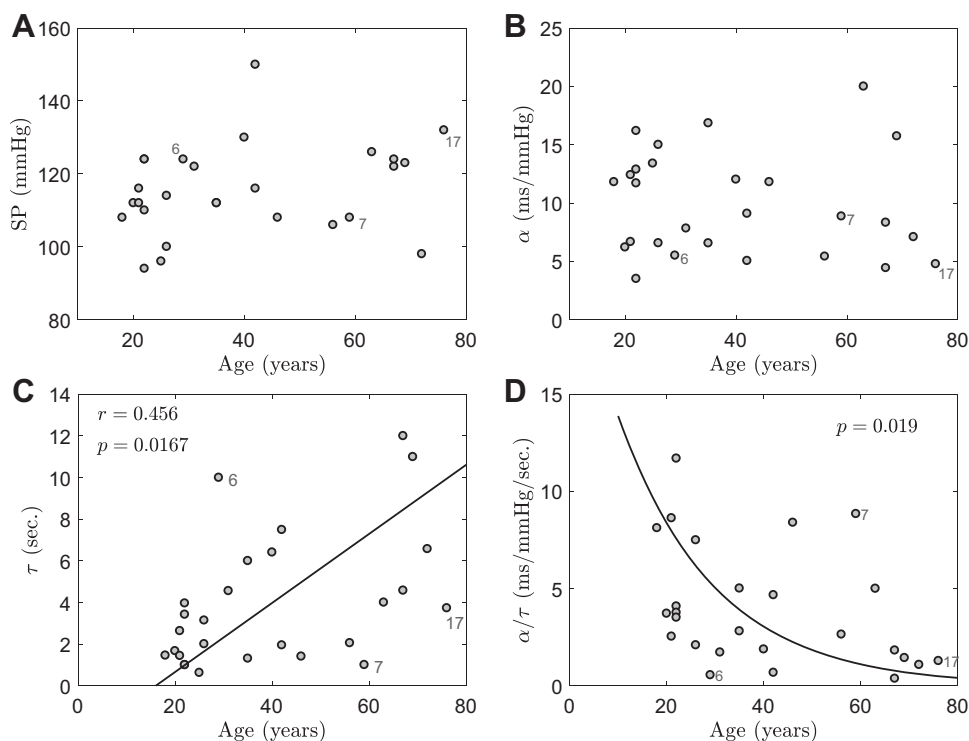 A
160
140
120
100
80
SP (mmHg)
6
7
17
20 40 60 80
Age (years)
B
25
20
15
10
5
0
α (ms/mmHg)
6
7
17
20 40 60 80
Age (years)
C
14
12
10
8
6
4
2
0
τ (sec.)
r = 0.456
p = 0.0167
6
7
17
0 20 40 60 80
Age (years)
D
15
10
5
0
α/τ (ms/mmHg/sec.)
p = 0.019
7
6
17
0 20 40 60 80
Age (years)